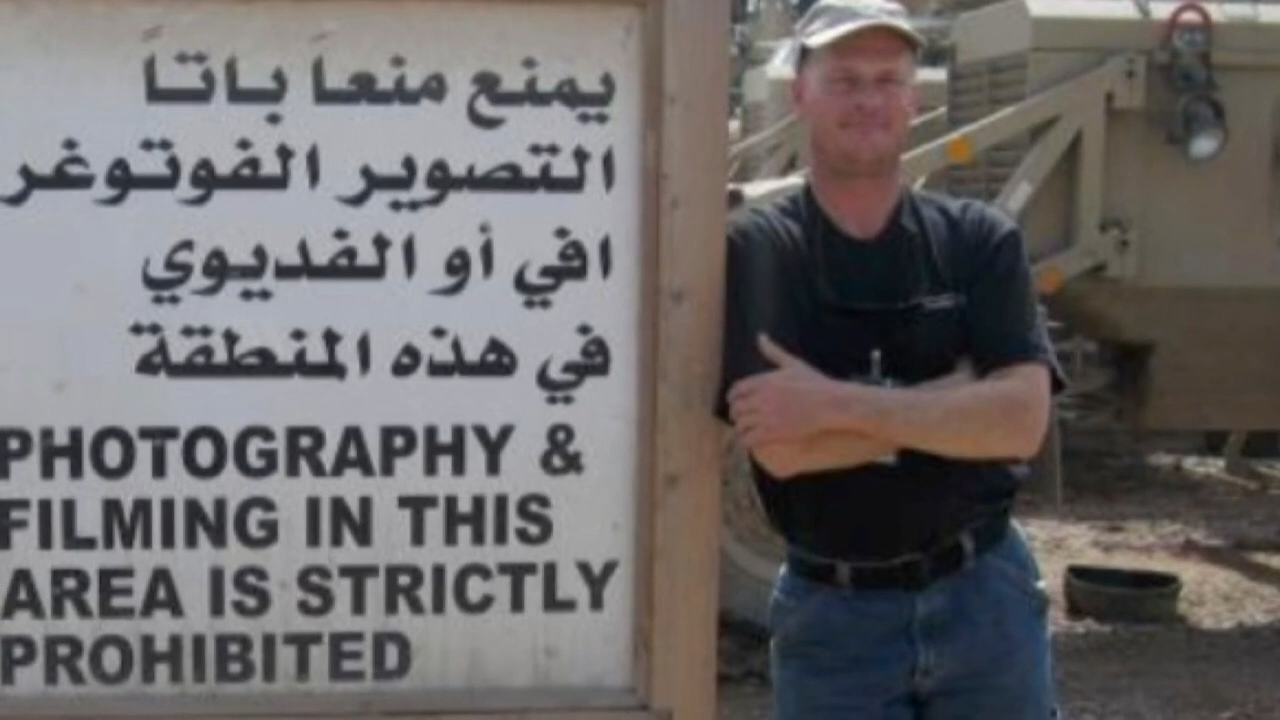 يمنع منعاً باتاً
التصوير الفوتوغر
افي أو الفديوي
في هذه المنطقة
PHOTOGRAPHY &
FILMING IN THIS
AREA IS STRICTLY
PROHIBITED